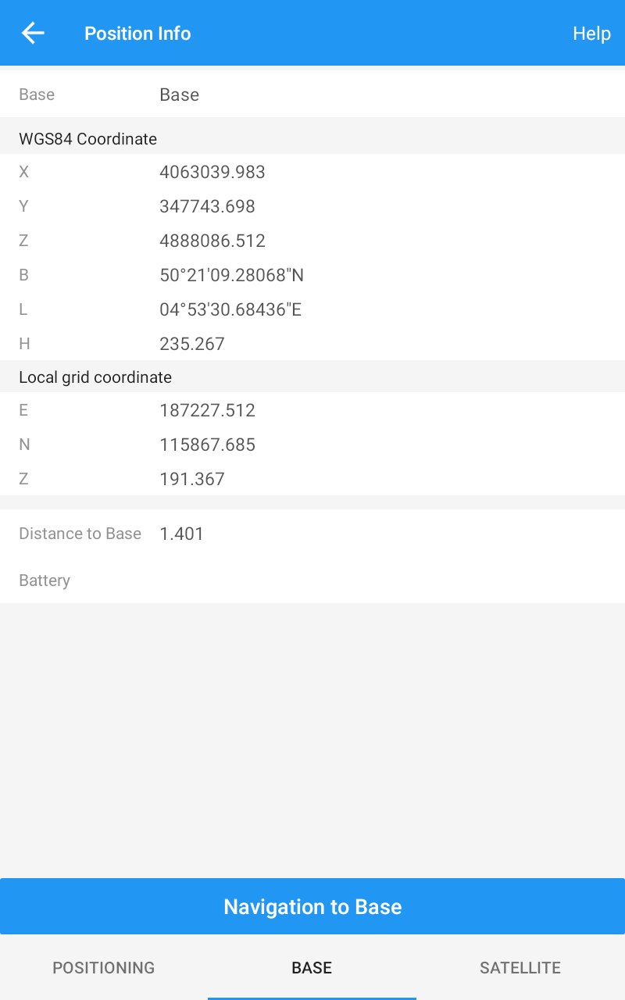 Position Info Help
Base Base
WGS84 Coordinate
X 4063039.983
Y 347743.698
Z 4888086.512
B 50°21'09.28068"N
L 04°53'30.68436"E
H 235.267
Local grid coordinate
E 187227.512
N 115867.685
Z 191.367
Distance to Base 1.401
Battery
Navigation to Base
POSITIONING BASE SATELLITE